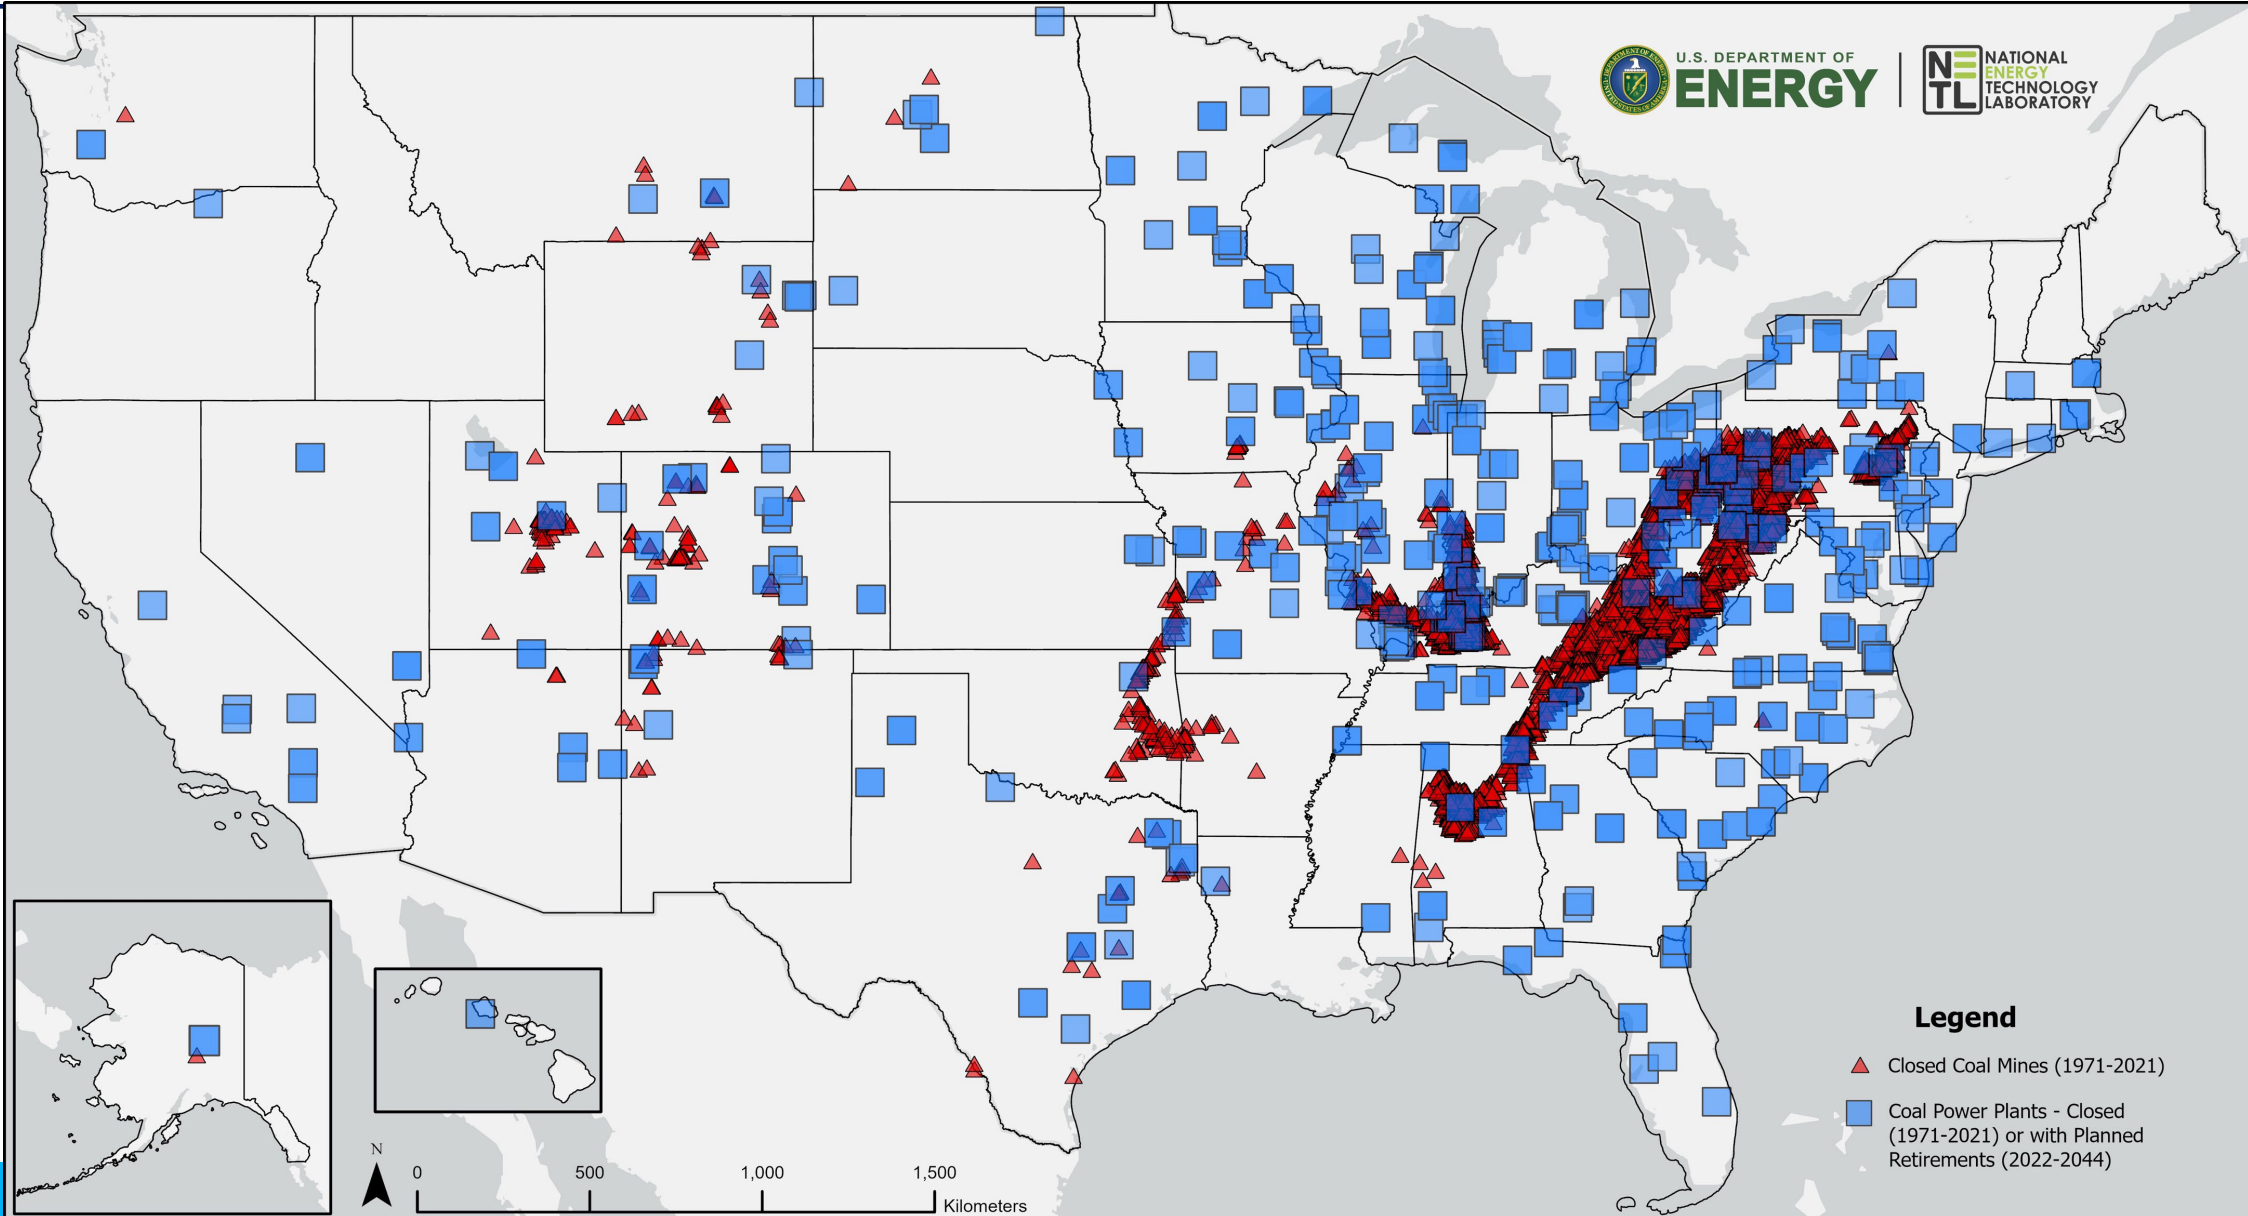 U.S. DEPARTMENT OF
ENERGY
NETL
NATIONAL
ENERGY
TECHNOLOGY
LABORATORY
Legend
Closed Coal Mines (1971-2021)
Coal Power Plants - Closed
(1971-2021) or with Planned
Retirements (2022-2044)
N
0 500 1,000 1,500
Kilometers